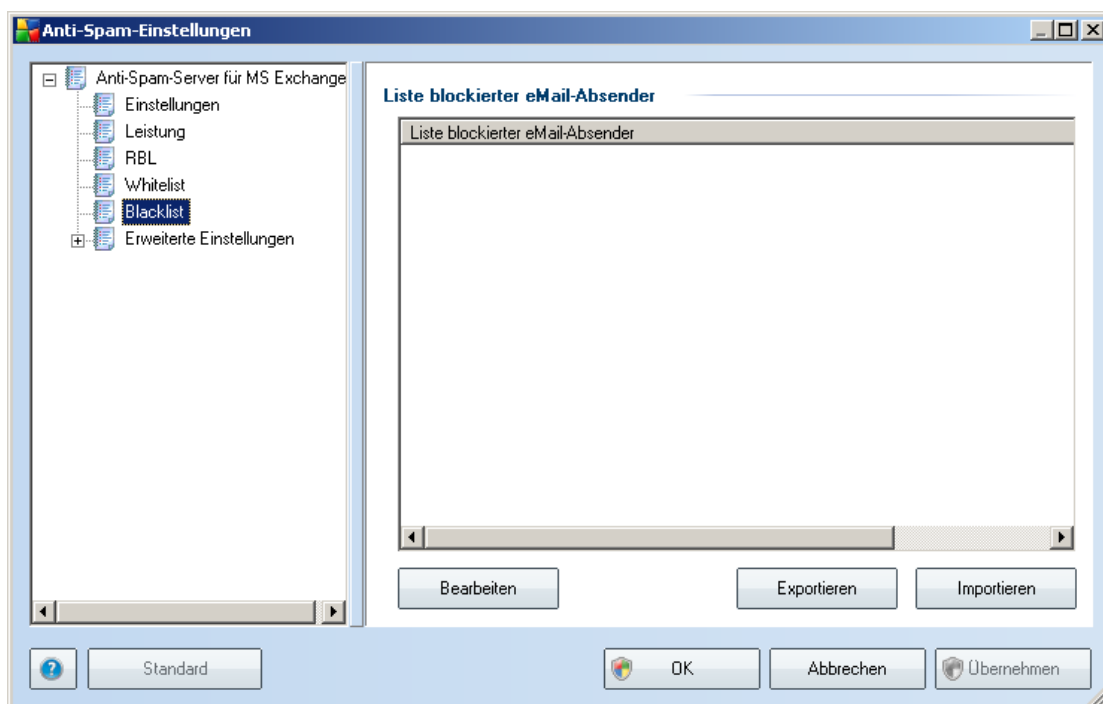 Anti-Spam-Einstellungen
Anti-Spam-Server für MS Exchange
Einstellungen
Leistung
RBL
Whitelist
Blacklist
Erweiterte Einstellungen
Liste blockierter eMail-Absender
Liste blockierter eMail-Absender
Bearbeiten
Exportieren
Importieren
Standard
OK
Abbrechen
Übernehmen